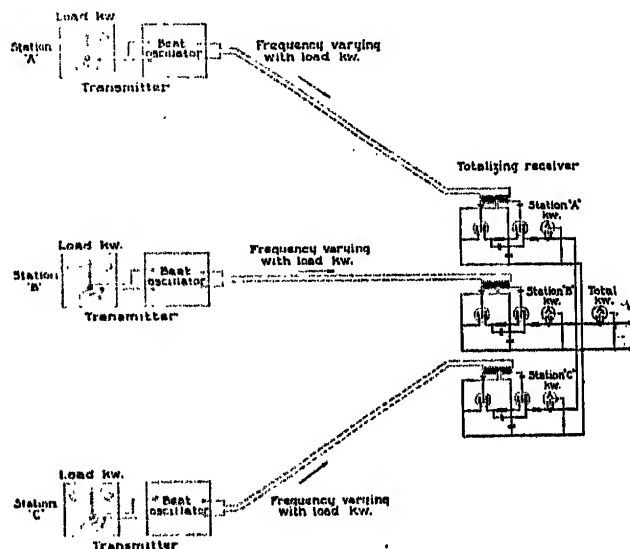 Load kw.
Station
"A"
Beat
oscillator
Transmitter
Frequency varying
with load kw.
Totalizing receiver
Station "A"
kw.
Load kw.
Station
"B"
Beat
oscillator
Transmitter
Frequency varying
with load kw.
Station "B"
kw.
Total
kw.
Station "C"
kw.
Load kw.
Station
"C"
Beat
oscillator
Transmitter
Frequency varying
with load kw.